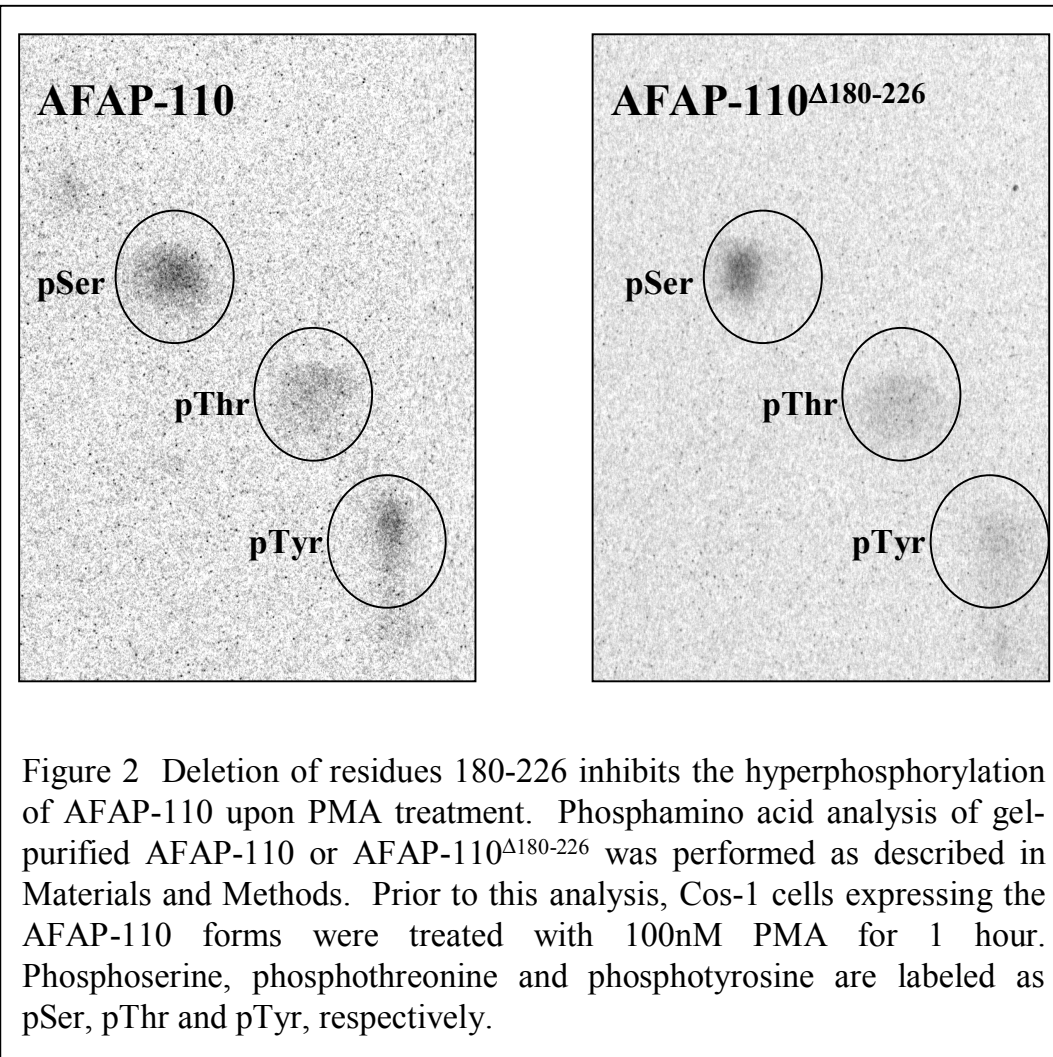 AFAP-110
AFAP-110Δ180-226
pSer
pThr
pTyr
pSer
pThr
pTyr
Figure 2 Deletion of residues 180-226 inhibits the hyperphosphorylation
of AFAP-110 upon PMA treatment. Phosphamino acid analysis of gel-
purified AFAP-110 or AFAP-110Δ180-226 was performed as described in
Materials and Methods. Prior to this analysis, Cos-1 cells expressing the
AFAP-110 forms were treated with 100nM PMA for 1 hour.
Phosphoserine, phosphothreonine and phosphotyrosine are labeled as
pSer, pThr and pTyr, respectively.